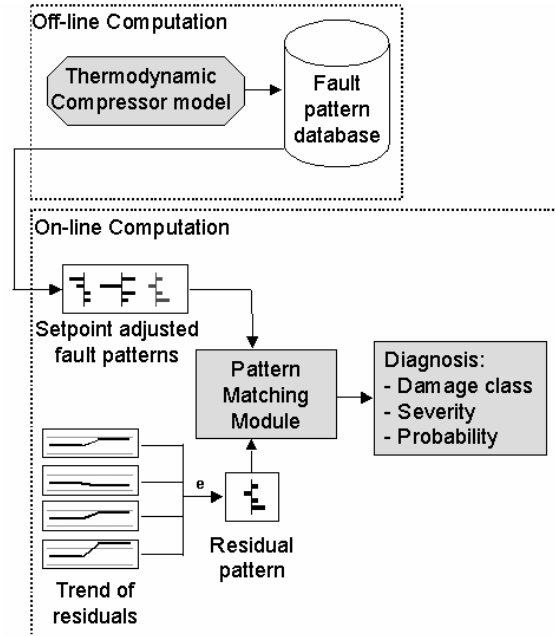 Off-line Computation
Thermodynamic
Compressor model
Fault
pattern
database
On-line Computation
Setpoint adjusted
fault patterns
Pattern
Matching
Module
Diagnosis:
- Damage class
- Severity
- Probability
e
Residual
pattern
Trend of
residuals